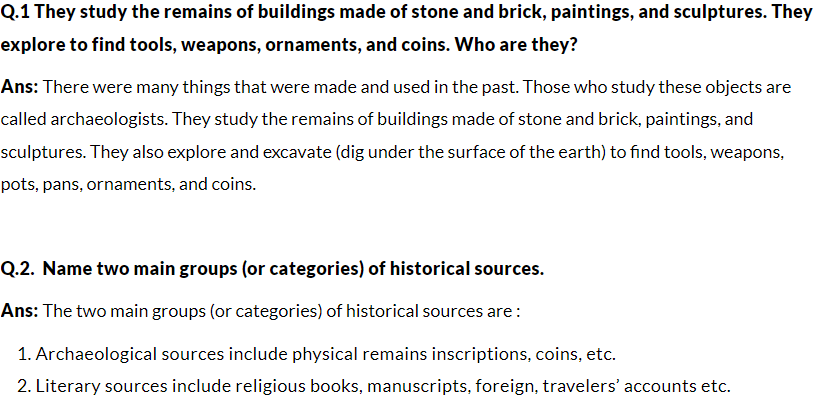 Q.1 They study the remains of buildings made of stone and brick, paintings, and sculptures. They
explore to find tools, weapons, ornaments, and coins. Who are they?
Ans: There were many things that were made and used in the past. Those who study these objects are
called archaeologists. They study the remains of buildings made of stone and brick, paintings, and
sculptures. They also explore and excavate (dig under the surface of the earth) to find tools, weapons,
pots, pans, ornaments, and coins.
Q.2. Name two main groups (or categories) of historical sources.
Ans: The two main groups (or categories) of historical sources are :
1. Archaeological sources include physical remains inscriptions, coins, etc.
2. Literary sources include religious books, manuscripts, foreign, travelers’ accounts etc.